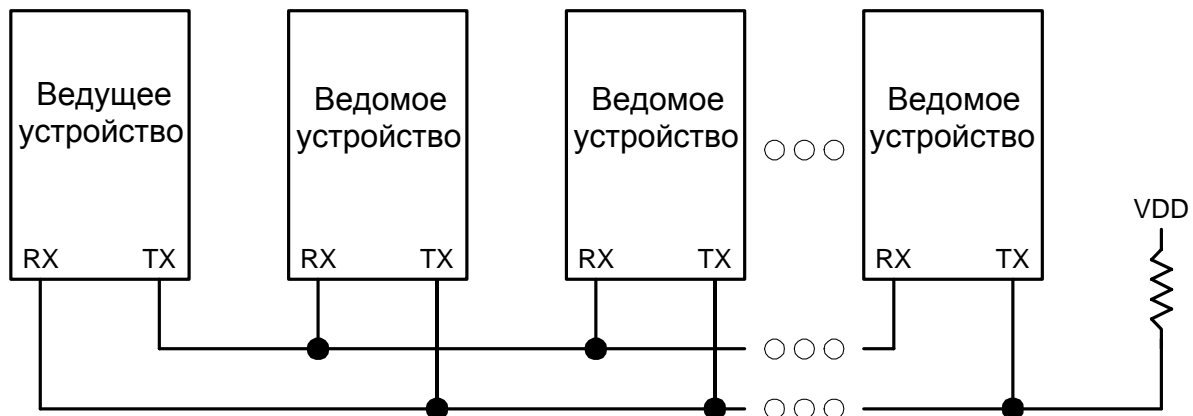 Ведущее
устройство
Ведомое
устройство
Ведомое
устройство
Ведомое
устройство
VDD
RX TX
RX TX
RX TX
RX TX